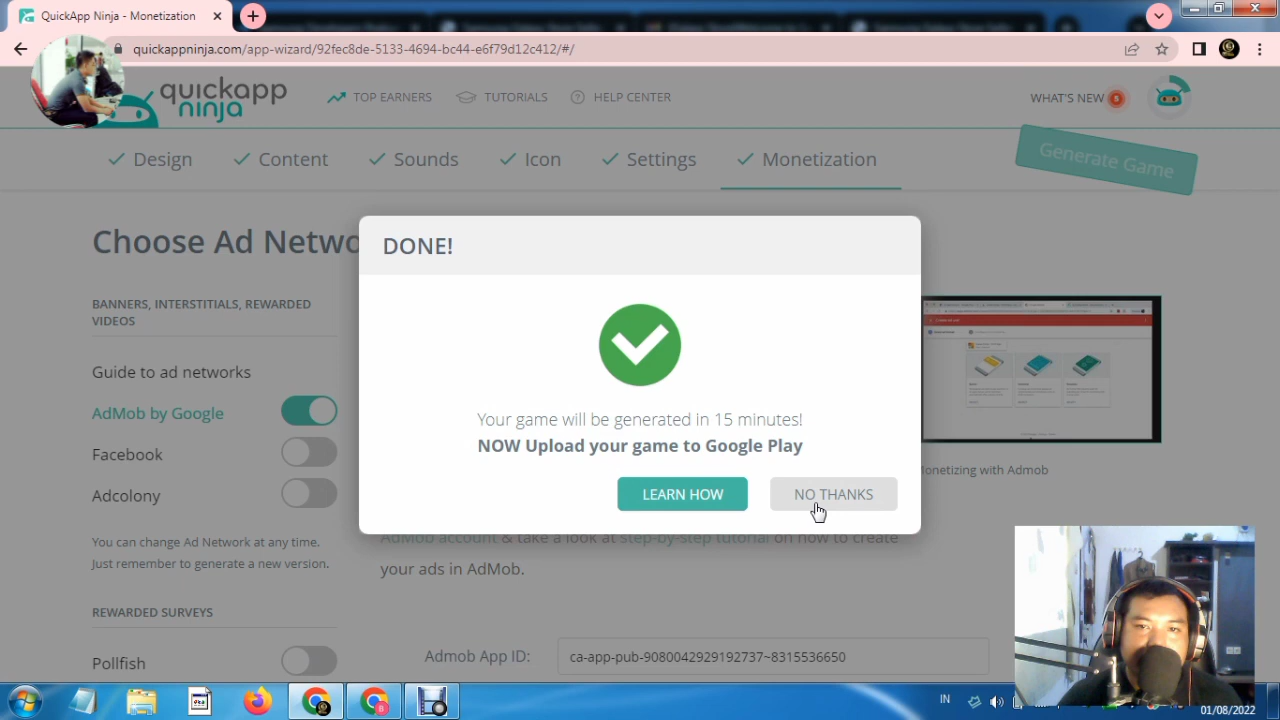 QuickApp Ninja - Monetization
quickappninja.com/app-wizard/92fec8de-5133-4694-bc44-e6f79d12c412/#/
quickapp
ninja
TOP EARNERS
TUTORIALS
HELP CENTER
WHAT'S NEW
5
Design
Content
Sounds
Icon
Settings
Monetization
Generate Game
Choose Ad Netwo
BANNERS, INTERSTITIALS, REWARDED
VIDEOS
Guide to ad networks
AdMob by Google
Facebook
Adcolony
You can change Ad Network at any time.
Just remember to generate a new version.
REWARDED SURVEYS
Pollfish
DONE!
Your game will be generated in 15 minutes!
NOW Upload your game to Google Play
LEARN HOW
NO THANKS
onetizing with Admob
AdMob account & take a look at step-by-step tutorial on how to create
your ads in AdMob.
Admob App ID:
ca-app-pub-9080042929192737~8315536650
IN
01/08/2022